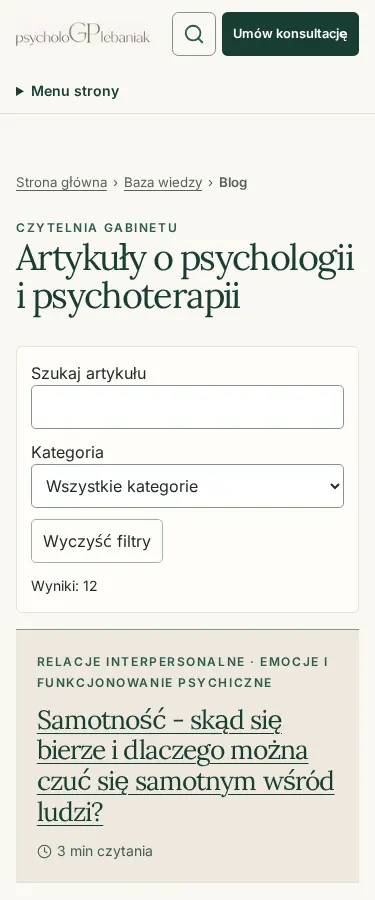 psycholoGPlebaniak
Umów konsultację
Menu strony
Strona główna › Baza wiedzy › Blog
CZYTELNIA GABINETU
Artykuły o psychologii
i psychoterapii
Szukaj artykułu
Kategoria
Wszystkie kategorie
Wyczyść filtry
Wyniki: 12
RELACJE INTERPERSONALNE · EMOCJE I
FUNKCJONOWANIE PSYCHICZNE
Samotność - skąd się
bierze i dlaczego można
czuć się samotnym wśród
ludzi?
3 min czytania